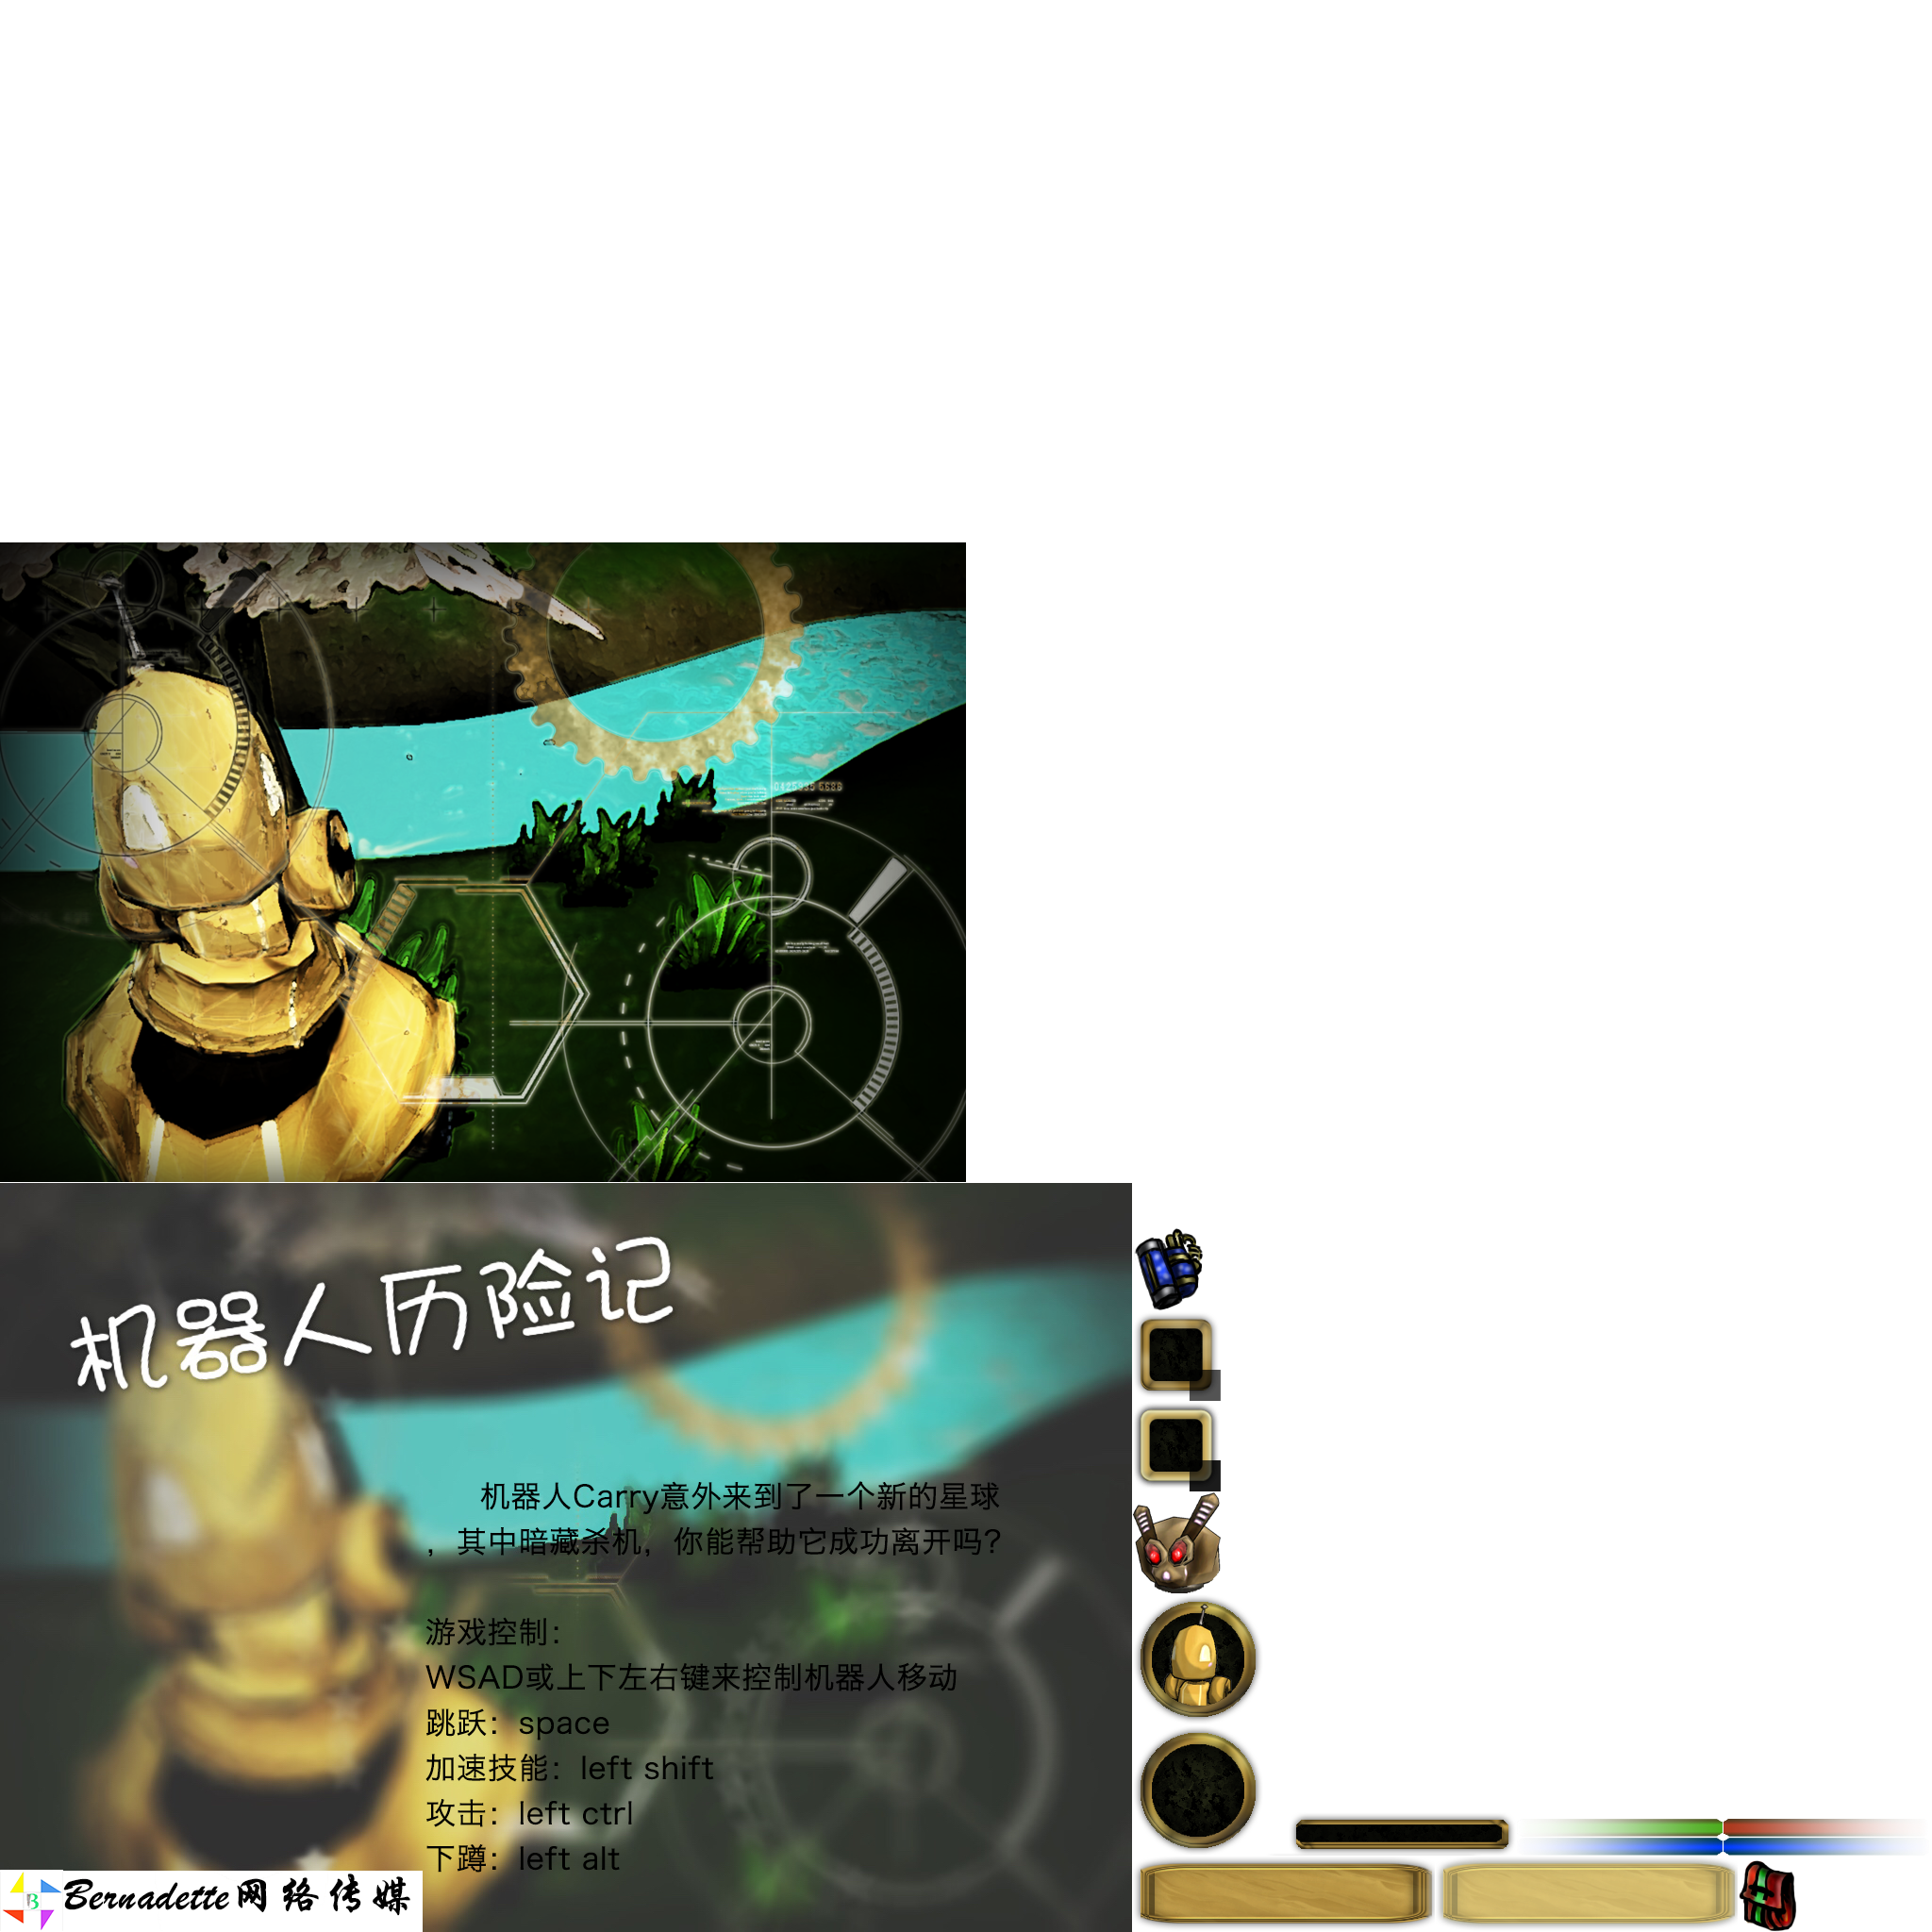 0425835 5628
机器人历险记
机器人Carry意外来到了一个新的星球
，其中暗藏杀机，你能帮助它成功离开吗？
游戏控制：
WSAD或上下左右键来控制机器人移动
跳跃：space
加速技能：left shift
攻击：left ctrl
下蹲：left alt
B
Bernadette网络传媒